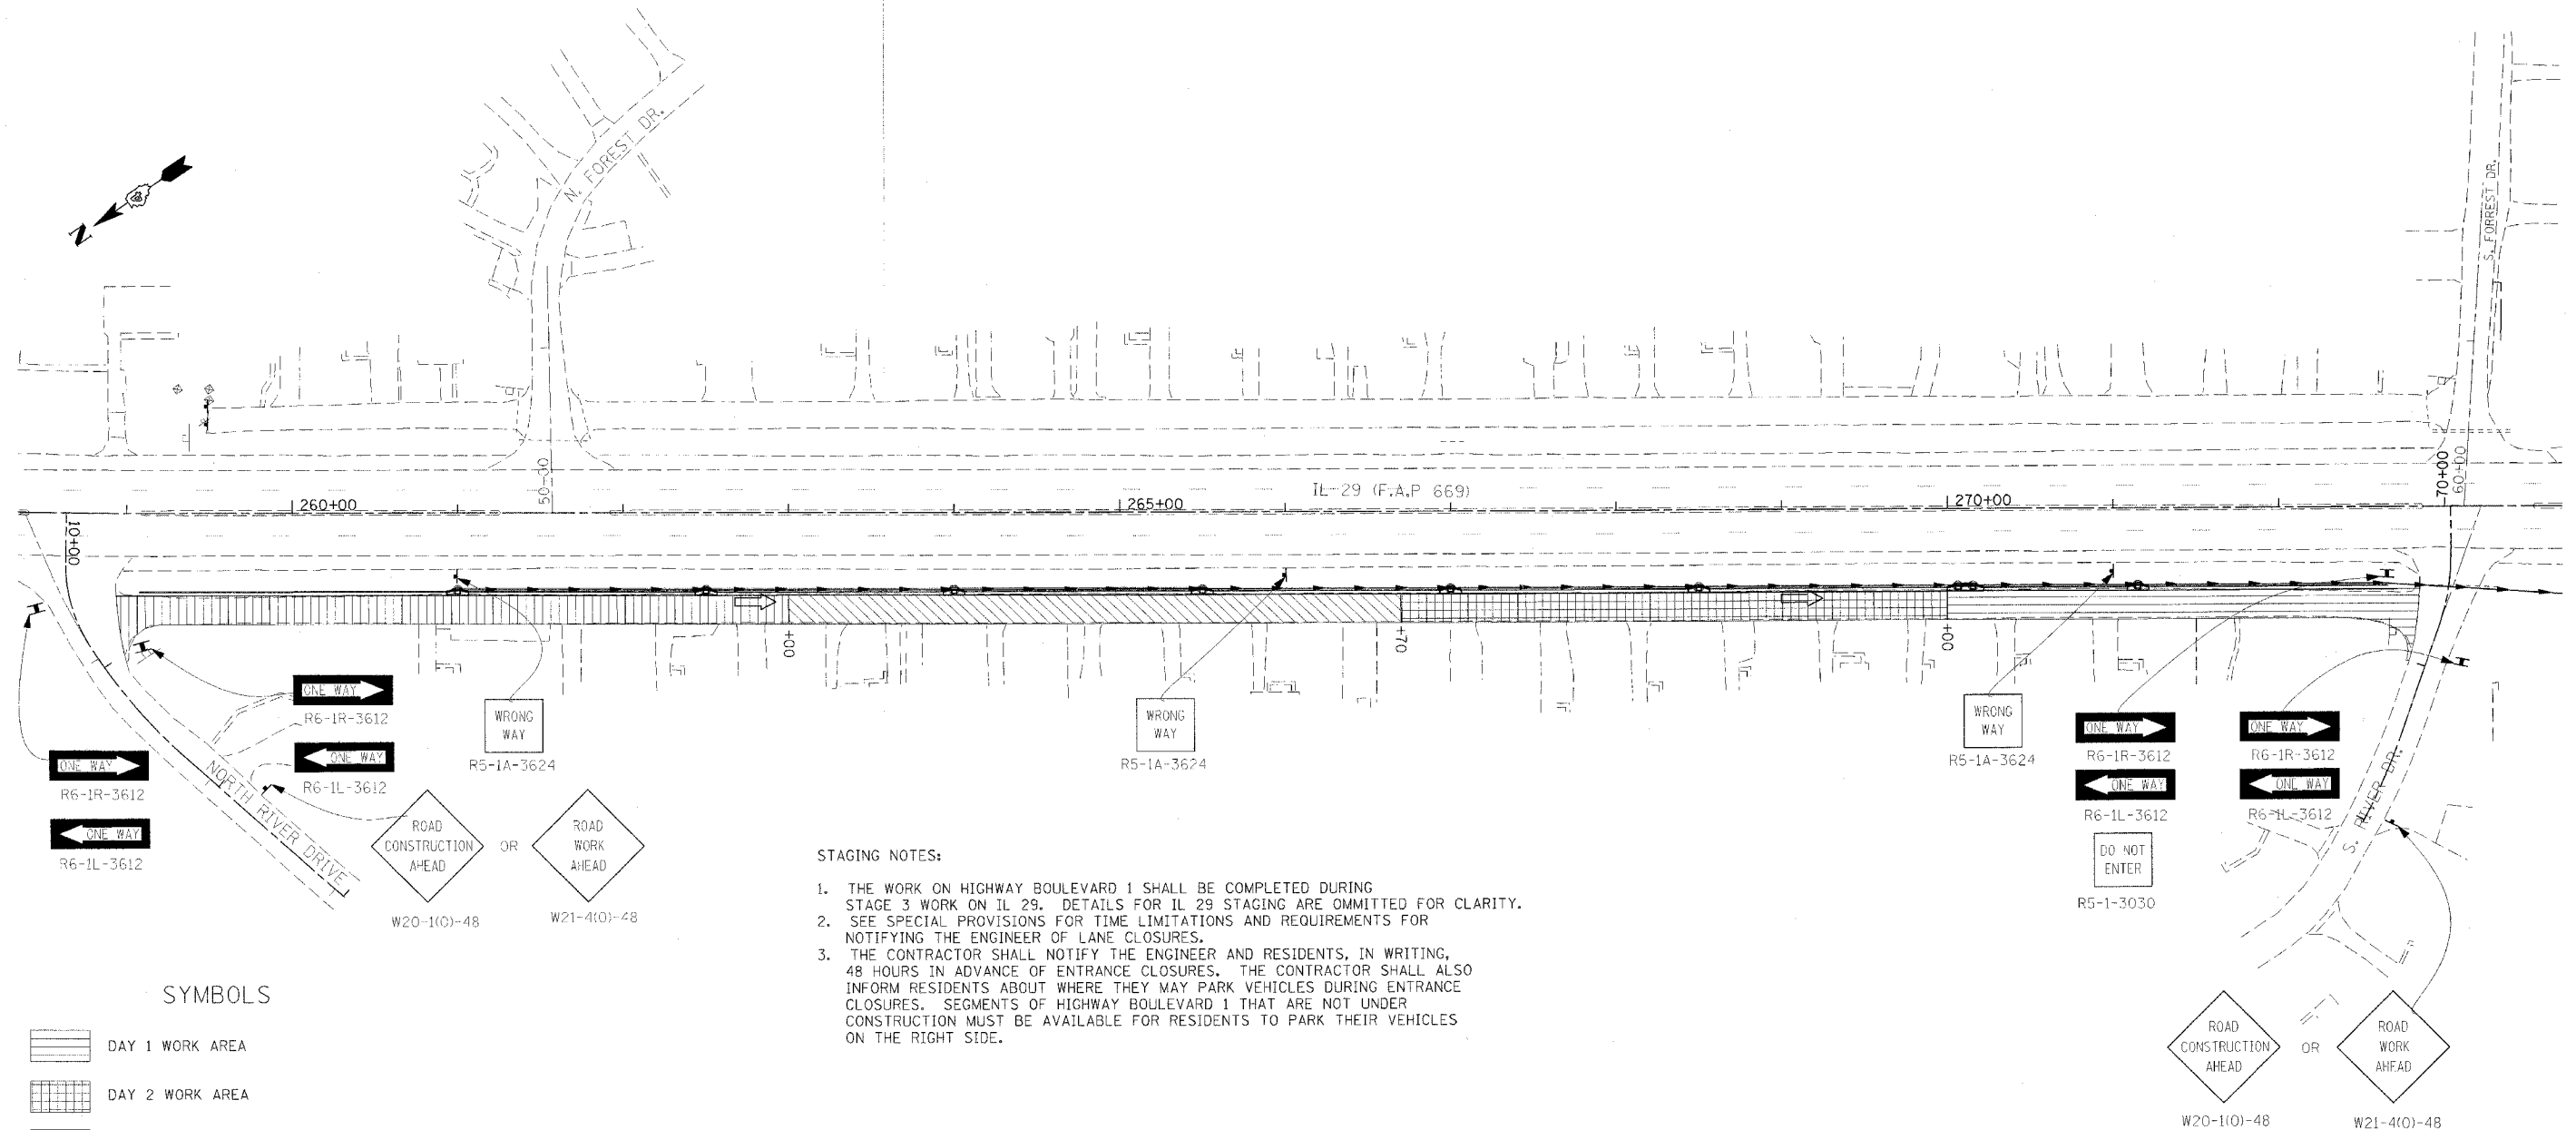 N. FOREST DR.
S. FORREST DR.
N
50+00
IL-29 (F.A.P 669)
260+00
265+00
270+00
70+00
60+00
10+00
+00
+70
+00
ONE WAY
R6-1R-3612
ONE WAY
R6-1L-3612
ONE WAY
R6-1R-3612
ONE WAY
R6-1L-3612
NORTH RIVER DRIVE
WRONG
WAY
R5-1A-3624
WRONG
WAY
R5-1A-3624
WRONG
WAY
R5-1A-3624
ONE WAY
R6-1R-3612
ONE WAY
R6-1L-3612
DO NOT
ENTER
R5-1-3030
ONE WAY
R6-1R-3612
ONE WAY
R6-1L-3612
S. RIVER DR.
ROAD
CONSTRUCTION
AHEAD
W20-1(O)-48
OR
ROAD
WORK
AHEAD
W21-4(O)-48
STAGING NOTES:
1. THE WORK ON HIGHWAY BOULEVARD 1 SHALL BE COMPLETED DURING
STAGE 3 WORK ON IL 29. DETAILS FOR IL 29 STAGING ARE OMMITTED FOR CLARITY.
2. SEE SPECIAL PROVISIONS FOR TIME LIMITATIONS AND REQUIREMENTS FOR
NOTIFYING THE ENGINEER OF LANE CLOSURES.
3. THE CONTRACTOR SHALL NOTIFY THE ENGINEER AND RESIDENTS, IN WRITING,
48 HOURS IN ADVANCE OF ENTRANCE CLOSURES. THE CONTRACTOR SHALL ALSO
INFORM RESIDENTS ABOUT WHERE THEY MAY PARK VEHICLES DURING ENTRANCE
CLOSURES. SEGMENTS OF HIGHWAY BOULEVARD 1 THAT ARE NOT UNDER
CONSTRUCTION MUST BE AVAILABLE FOR RESIDENTS TO PARK THEIR VEHICLES
ON THE RIGHT SIDE.
SYMBOLS
DAY 1 WORK AREA
DAY 2 WORK AREA
ROAD
CONSTRUCTION
AHEAD
W20-1(O)-48
OR
ROAD
WORK
AHEAD
W21-4(O)-48